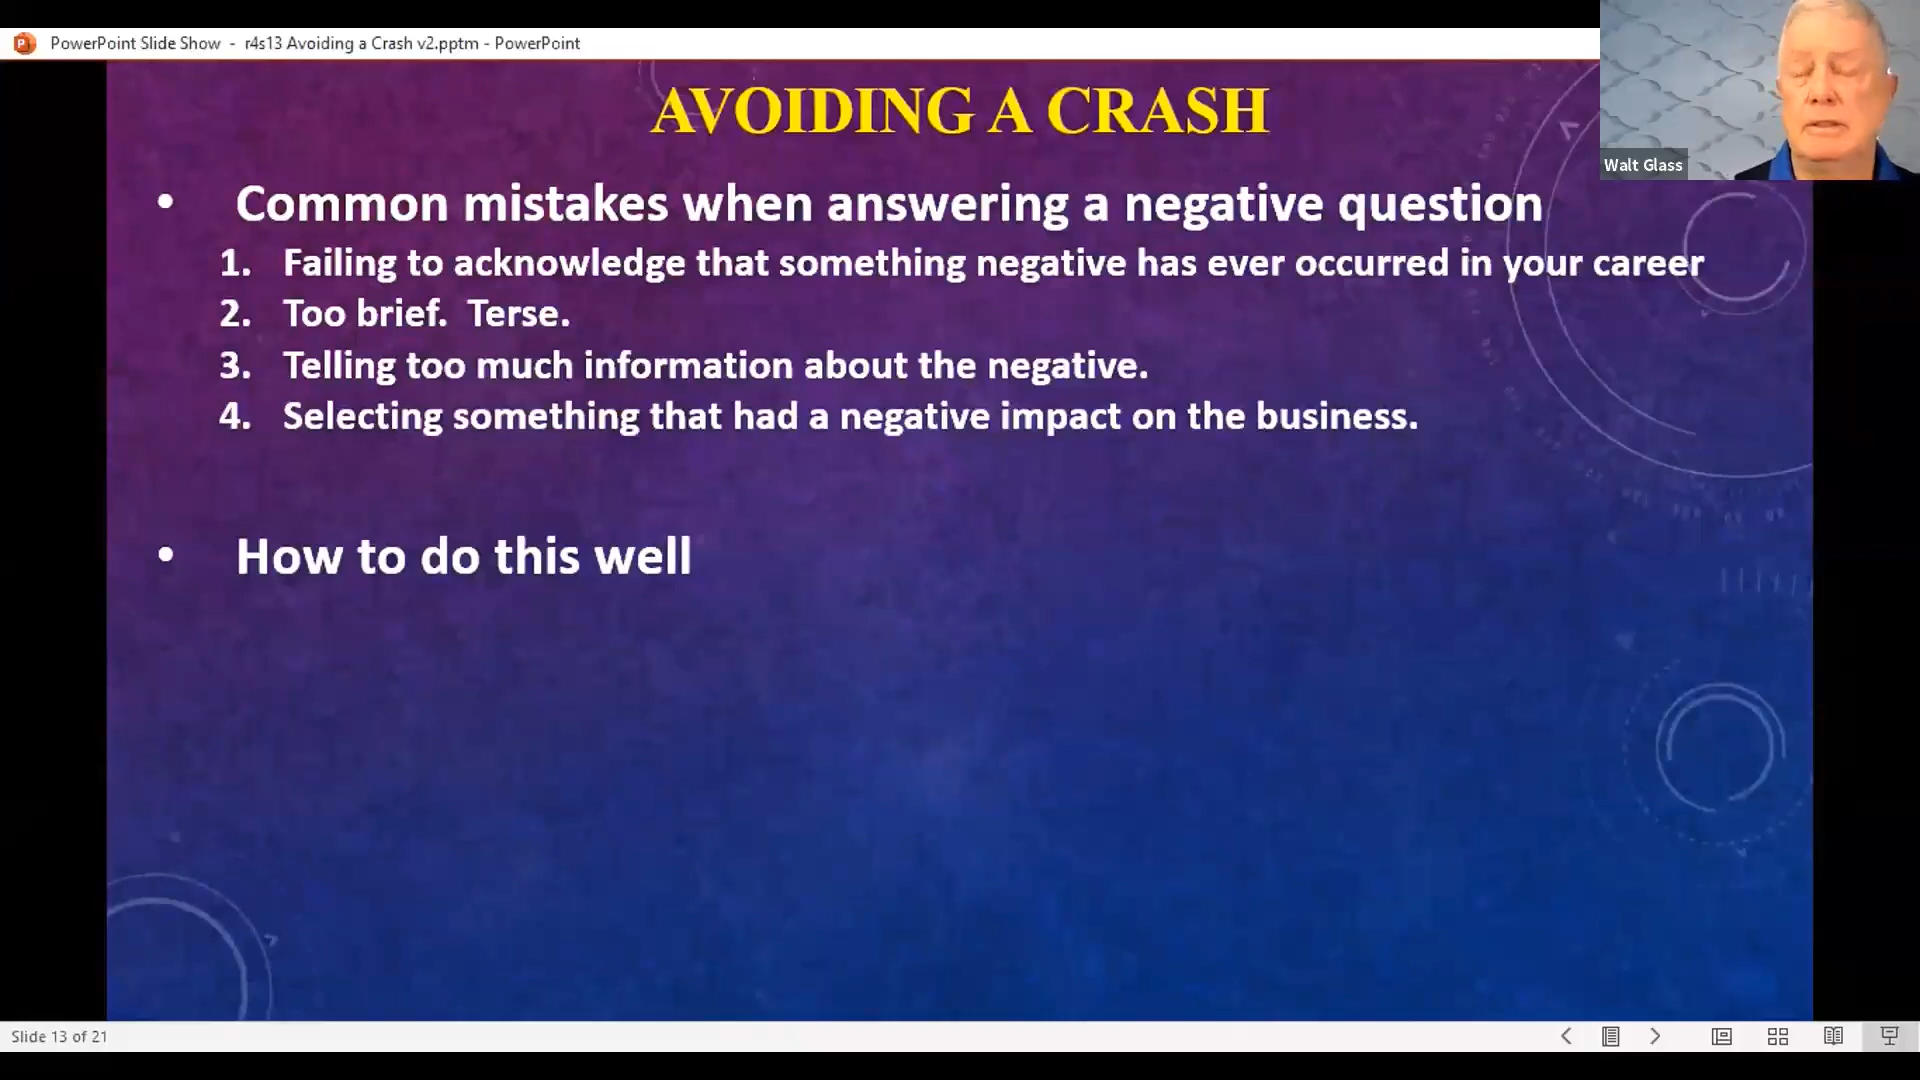 PowerPoint Slide Show - r4s13 Avoiding a Crash v2.pptm - PowerPoint
Walt Glass
AVOIDING A CRASH
• Common mistakes when answering a negative question
1. Failing to acknowledge that something negative has ever occurred in your career
2. Too brief. Terse.
3. Telling too much information about the negative.
4. Selecting something that had a negative impact on the business.
• How to do this well
Slide 13 of 21